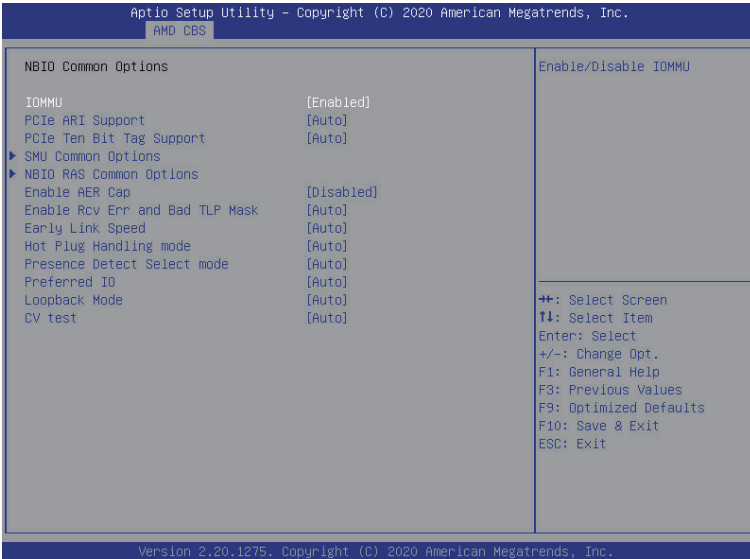 Aptio Setup Utility – Copyright (C) 2020 American Megatrends, Inc.
AMD CBS
NBIO Common Options
IOMMU [Enabled]
PCIe ARI Support [Auto]
PCIe Ten Bit Tag Support [Auto]
SMU Common Options
NBIO RAS Common Options
Enable AER Cap [Disabled]
Enable Rcv Err and Bad TLP Mask [Auto]
Early Link Speed [Auto]
Hot Plug Handling mode [Auto]
Presence Detect Select mode [Auto]
Preferred IO [Auto]
Loopback Mode [Auto]
CV test [Auto]
Enable/Disable IOMMU
→←: Select Screen
↑↓: Select Item
Enter: Select
+/-: Change Opt.
F1: General Help
F3: Previous Values
F9: Optimized Defaults
F10: Save & Exit
ESC: Exit
Version 2.20.1275. Copyright (C) 2020 American Megatrends, Inc.